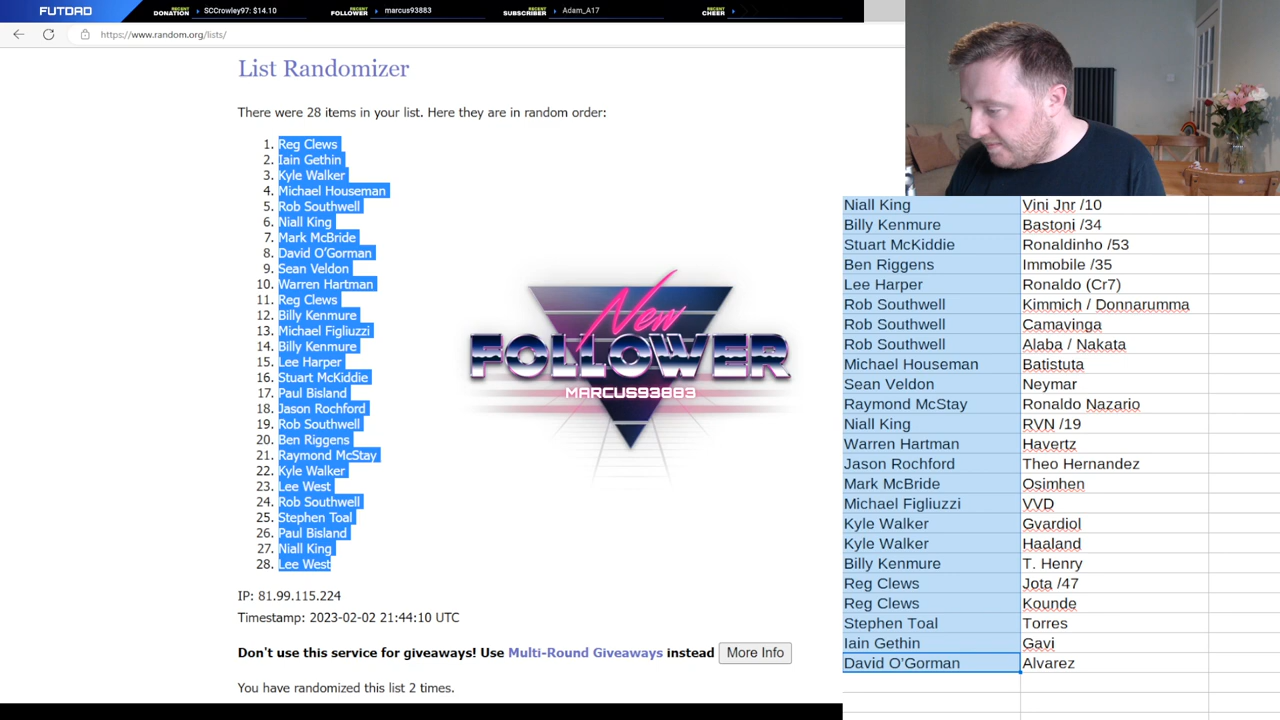 FUTDAD
RECENT DONATION SCCrowley97: $14.10
RECENT FOLLOWER marcus93883
RECENT SUBSCRIBER Adam_A17
RECENT CHEER
https://www.random.org/lists/
List Randomizer
There were 28 items in your list. Here they are in random order:
1. Reg Clews
2. Iain Gethin
3. Kyle Walker
4. Michael Houseman
5. Rob Southwell
6. Niall King
7. Mark McBride
8. David O’Gorman
9. Sean Veldon
10. Warren Hartman
11. Reg Clews
12. Billy Kenmure
13. Michael Figliuzzi
14. Billy Kenmure
15. Lee Harper
16. Stuart McKiddie
17. Paul Bisland
18. Jason Rochford
19. Rob Southwell
20. Ben Riggens
21. Raymond McStay
22. Kyle Walker
23. Lee West
24. Rob Southwell
25. Stephen Toal
26. Paul Bisland
27. Niall King
28. Lee West
IP: 81.99.115.224
Timestamp: 2023-02-02 21:44:10 UTC
Don't use this service for giveaways! Use Multi-Round Giveaways instead More Info
You have randomized this list 2 times.
New
FOLLOWER
MARCUS93883
Niall King Vini Jnr /10
Billy Kenmure Bastoni /34
Stuart McKiddie Ronaldinho /53
Ben Riggens Immobile /35
Lee Harper Ronaldo (Cr7)
Rob Southwell Kimmich / Donnarumma
Rob Southwell Camavinga
Rob Southwell Alaba / Nakata
Michael Houseman Batistuta
Sean Veldon Neymar
Raymond McStay Ronaldo Nazario
Niall King RVN /19
Warren Hartman Havertz
Jason Rochford Theo Hernandez
Mark McBride Osimhen
Michael Figliuzzi VVD
Kyle Walker Gvardiol
Kyle Walker Haaland
Billy Kenmure T. Henry
Reg Clews Jota /47
Reg Clews Kounde
Stephen Toal Torres
Iain Gethin Gavi
David O’Gorman Alvarez